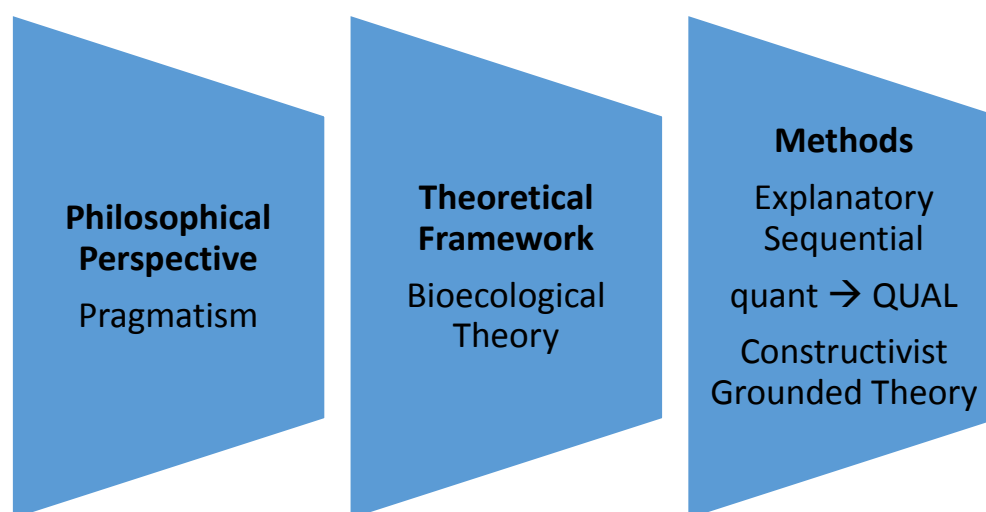 Philosophical
Perspective
Pragmatism
Theoretical
Framework
Bioecological
Theory
Methods
Explanatory
Sequential
quant → QUAL
Constructivist
Grounded Theory